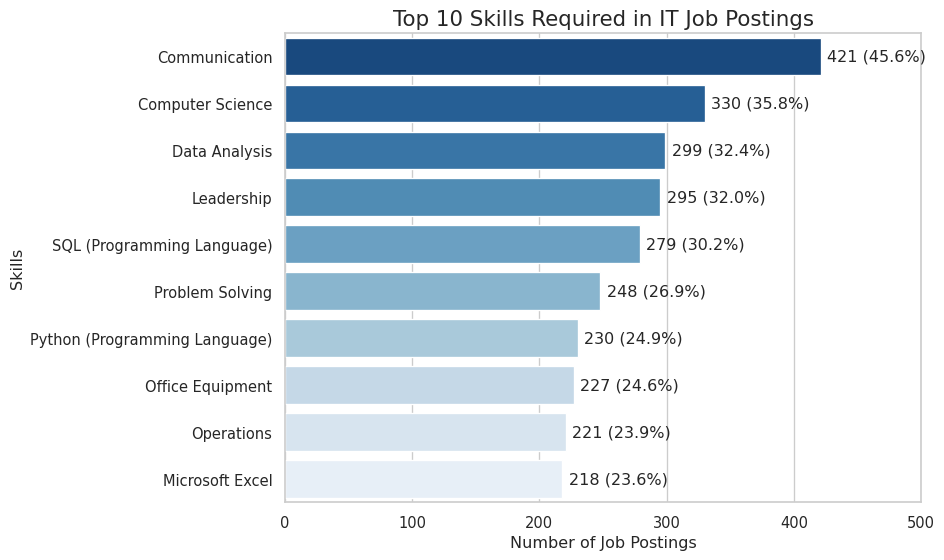 Top 10 Skills Required in IT Job Postings
Communication 421 (45.6%)
Computer Science 330 (35.8%)
Data Analysis 299 (32.4%)
Leadership 295 (32.0%)
SQL (Programming Language) 279 (30.2%)
Problem Solving 248 (26.9%)
Python (Programming Language) 230 (24.9%)
Office Equipment 227 (24.6%)
Operations 221 (23.9%)
Microsoft Excel 218 (23.6%)
Skills
0 100 200 300 400 500
Number of Job Postings